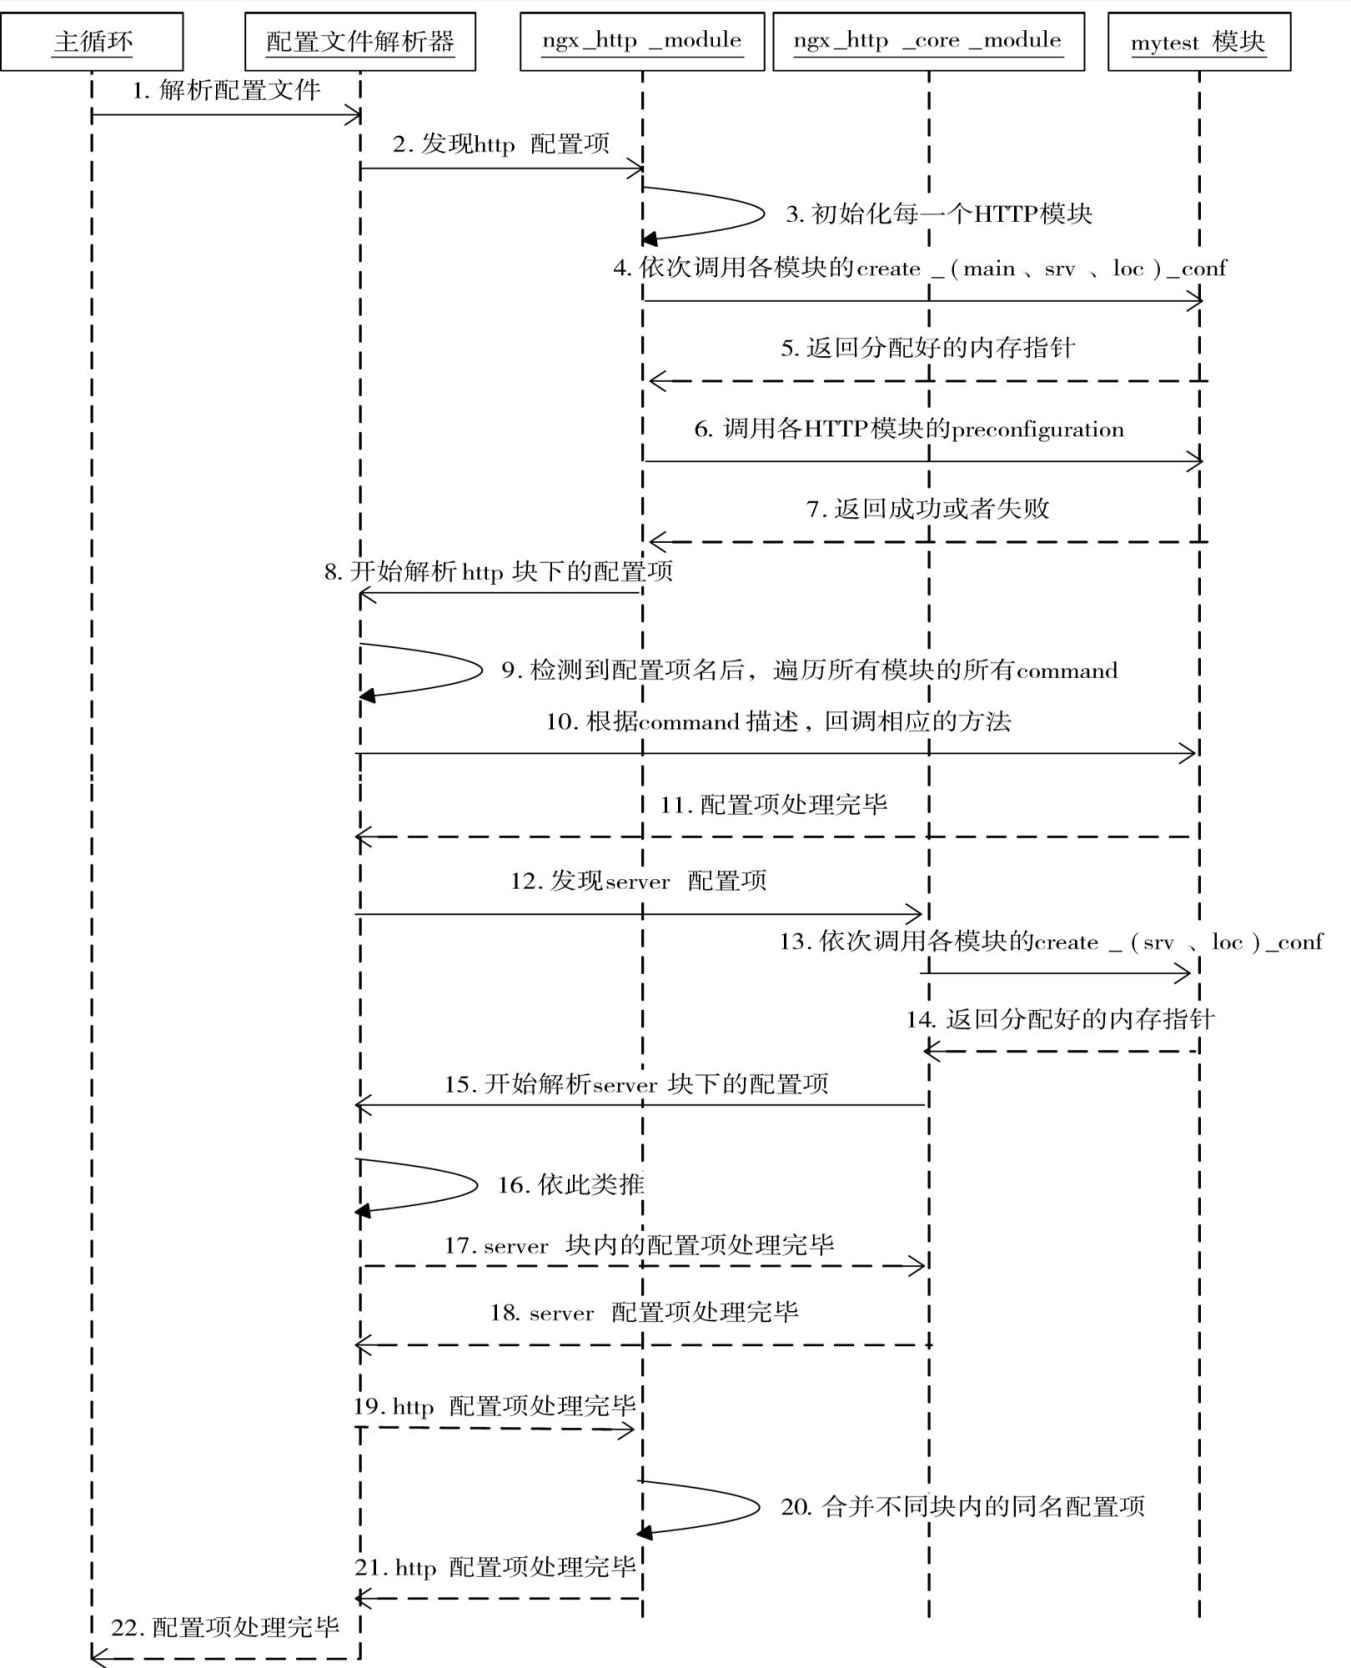 主循环
配置文件解析器
ngx_http _module
ngx_http _core _module
mytest 模块
1. 解析配置文件
2. 发现http 配置项
3. 初始化每一个HTTP模块
4. 依次调用各模块的create _(main、srv 、loc )_conf
5. 返回分配好的内存指针
6. 调用各HTTP模块的preconfiguration
7. 返回成功或者失败
8. 开始解析 http 块下的配置项
9. 检测到配置项名后，遍历所有模块的所有command
10. 根据command 描述，回调相应的方法
11. 配置项处理完毕
12. 发现server 配置项
13. 依次调用各模块的create _(srv 、loc )_conf
14. 返回分配好的内存指针
15. 开始解析server 块下的配置项
16. 依此类推
17. server 块内的配置项处理完毕
18. server 配置项处理完毕
19. http 配置项处理完毕
20. 合并不同块内的同名配置项
21. http 配置项处理完毕
22. 配置项处理完毕